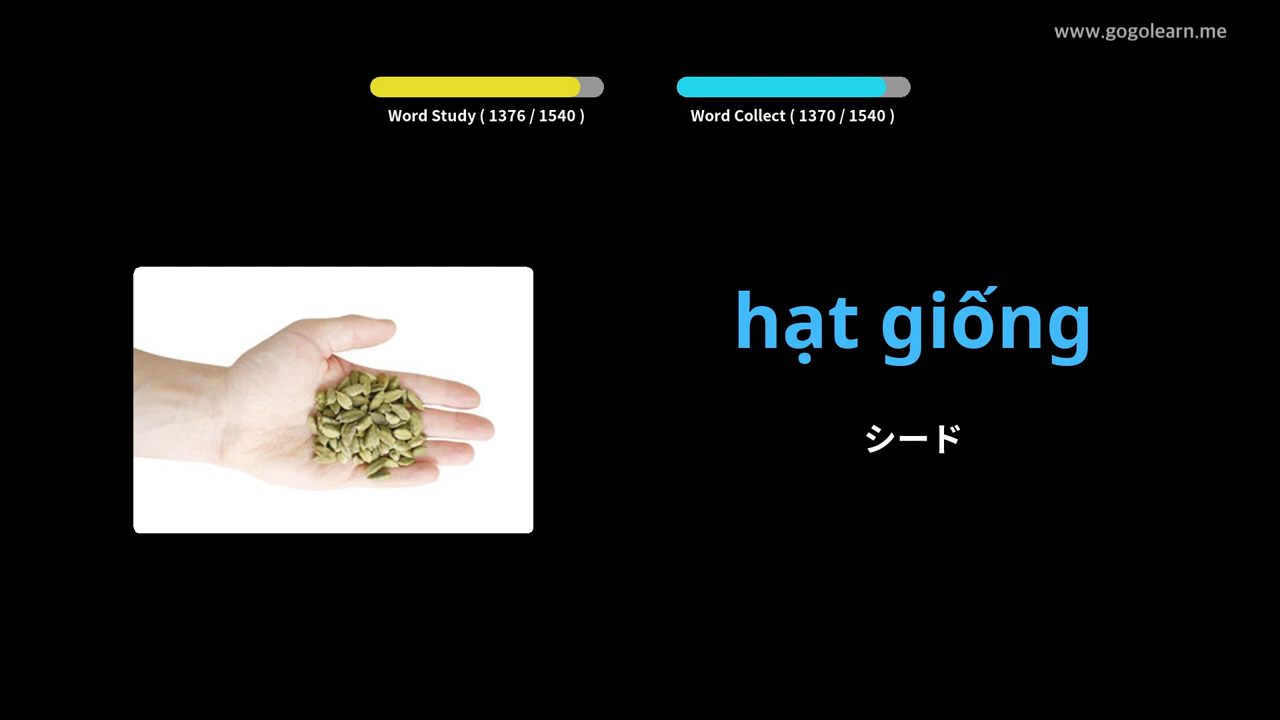 www.gogolearn.me
Word Study ( 1376 / 1540 )
Word Collect ( 1370 / 1540 )
hạt giống
シード